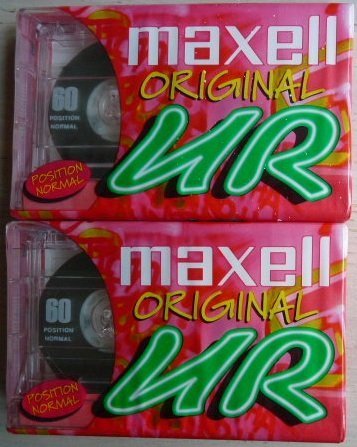 maxell
ORIGINAL
UR
60
POSITION
NORMAL
POSITION
NORMAL
maxell
ORIGINAL
UR
60
POSITION
NORMAL
POSITION
NORMAL